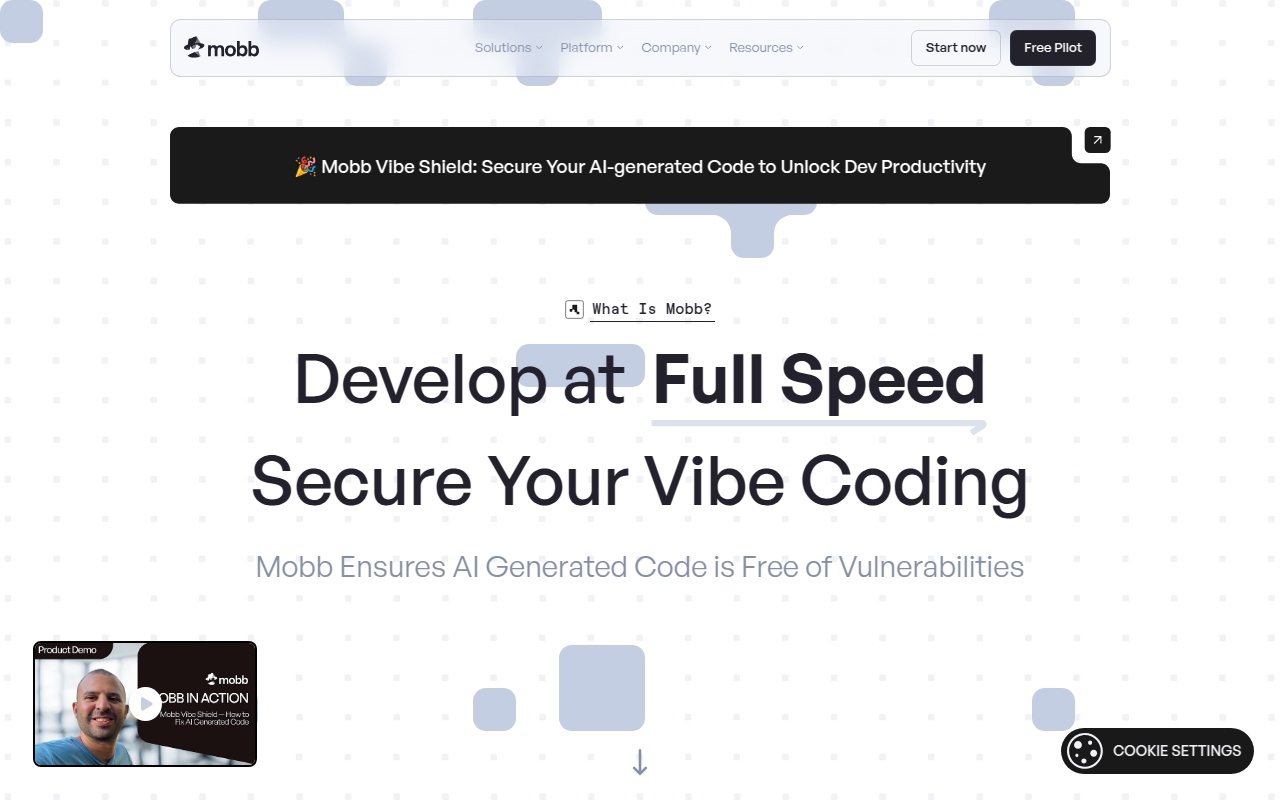 mobb
Solutions
Platform
Company
Resources
Start now
Free Pilot
🎉 Mobb Vibe Shield: Secure Your AI-generated Code to Unlock Dev Productivity
What Is Mobb?
Develop at Full Speed
Secure Your Vibe Coding
Mobb Ensures AI Generated Code is Free of Vulnerabilities
Product Demo
mobb
OBB IN ACTION
Mobb Vibe Shield — How to
Fix AI Generated Code
COOKIE SETTINGS